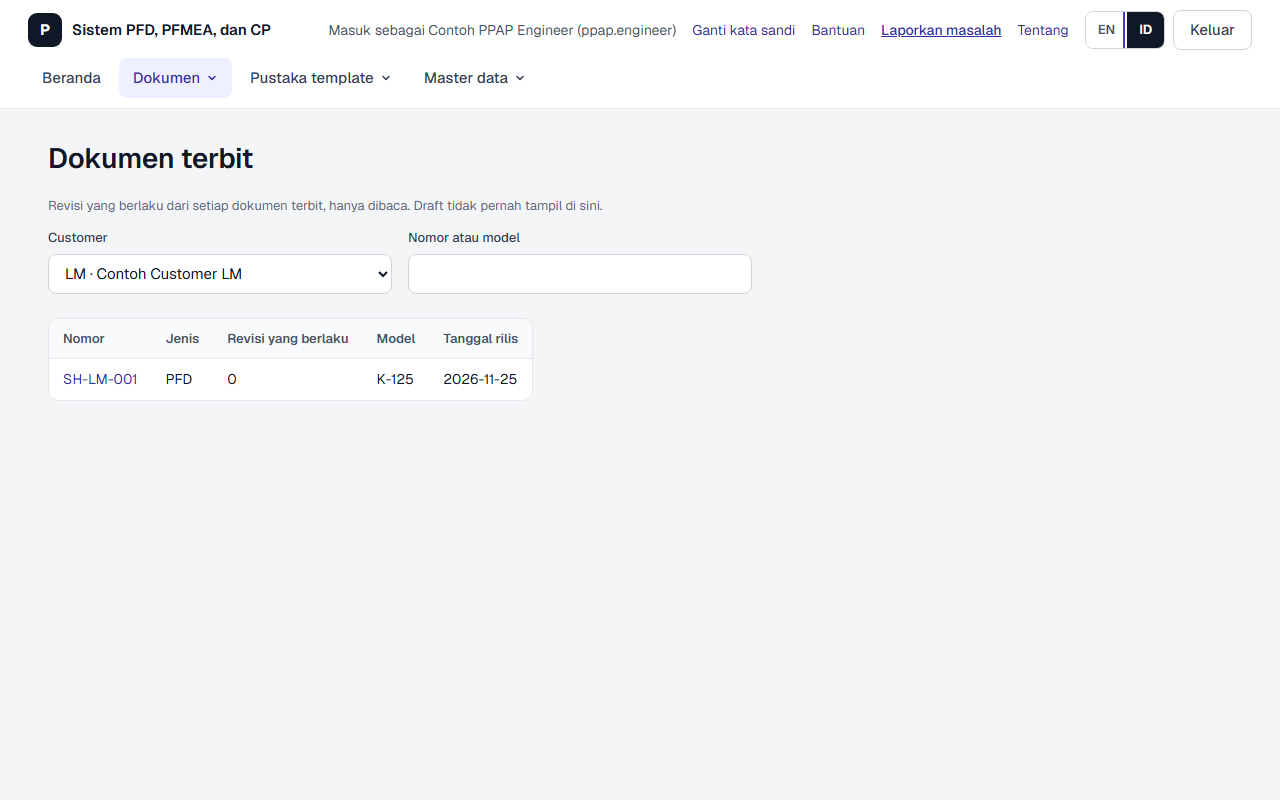 P Sistem PFD, PFMEA, dan CP Masuk sebagai Contoh PPAP Engineer (ppap.engineer) Ganti kata sandi Bantuan Laporkan masalah Tentang EN ID Keluar
Beranda Dokumen Pustaka template Master data
Dokumen terbit
Revisi yang berlaku dari setiap dokumen terbit, hanya dibaca. Draft tidak pernah tampil di sini.
Customer Nomor atau model
LM · Contoh Customer LM
Nomor Jenis Revisi yang berlaku Model Tanggal rilis
SH-LM-001 PFD 0 K-125 2026-11-25